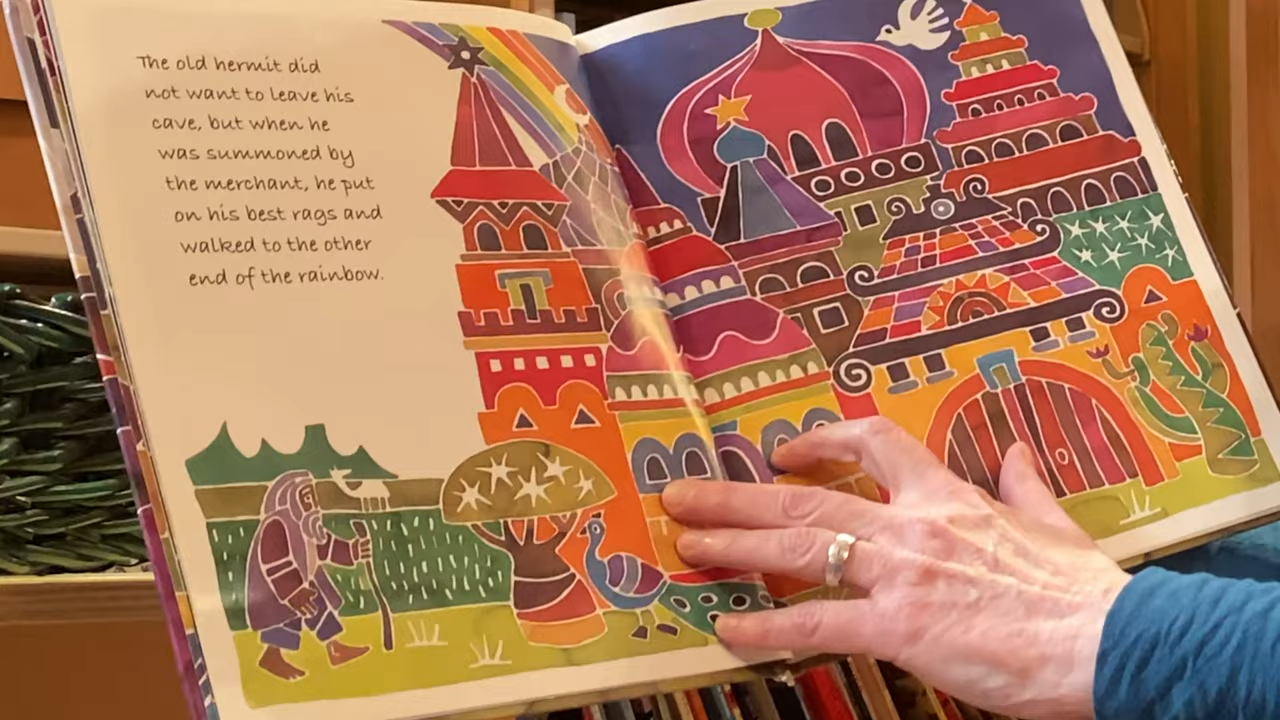 The old hermit did
not want to leave his
cave, but when he
was summoned by
the merchant, he put
on his best rags and
walked to the other
end of the rainbow.